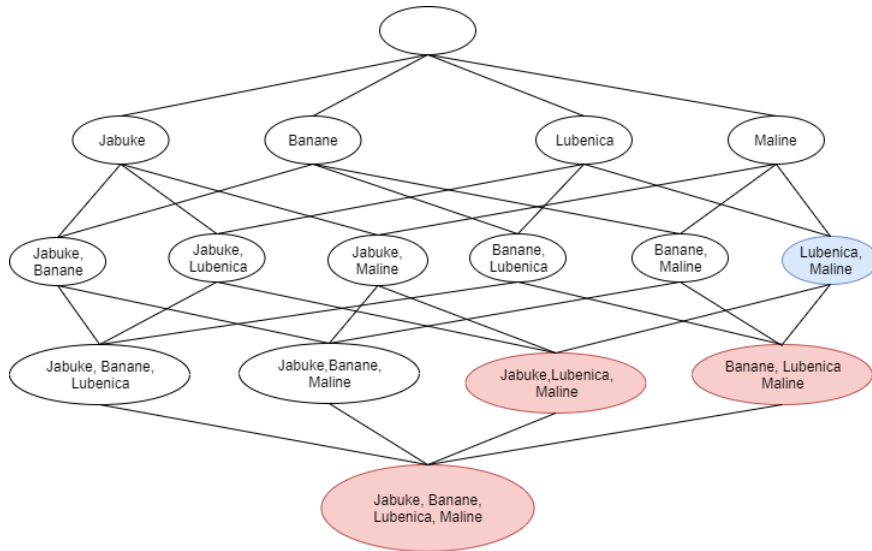 Jabuke
Banane
Lubenica
Maline
Jabuke,
Banane
Jabuke,
Lubenica
Jabuke,
Maline
Banane,
Lubenica
Banane,
Maline
Lubenica,
Maline
Jabuke, Banane,
Lubenica
Jabuke,Banane,
Maline
Jabuke,Lubenica,
Maline
Banane, Lubenica
Maline
Jabuke, Banane,
Lubenica, Maline